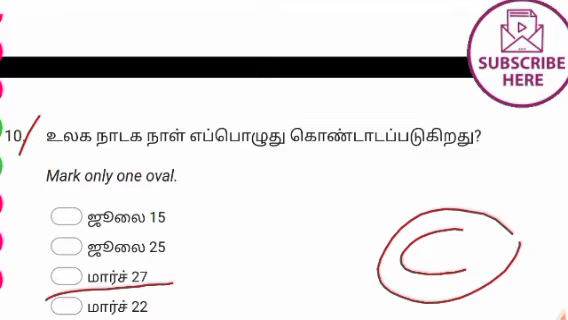 SUBSCRIBE
HERE
10. உலக நாடக நாள் எப்பொழுது கொண்டாடப்படுகிறது?
Mark only one oval.
ஜூலை 15
ஜூலை 25
மார்ச் 27
மார்ச் 22
C